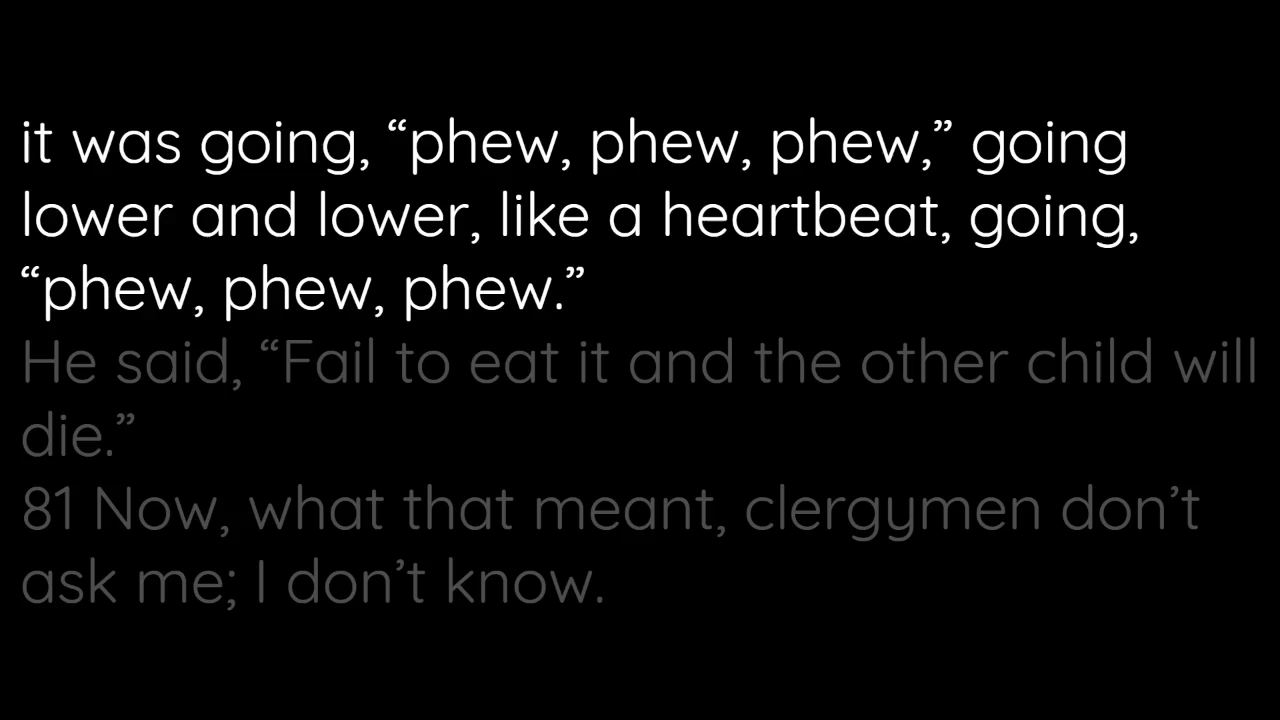 it was going, “phew, phew, phew,” going
lower and lower, like a heartbeat, going,
“phew, phew, phew.”
He said, “Fail to eat it and the other child will
die.”
81 Now, what that meant, clergymen don’t
ask me; I don’t know.